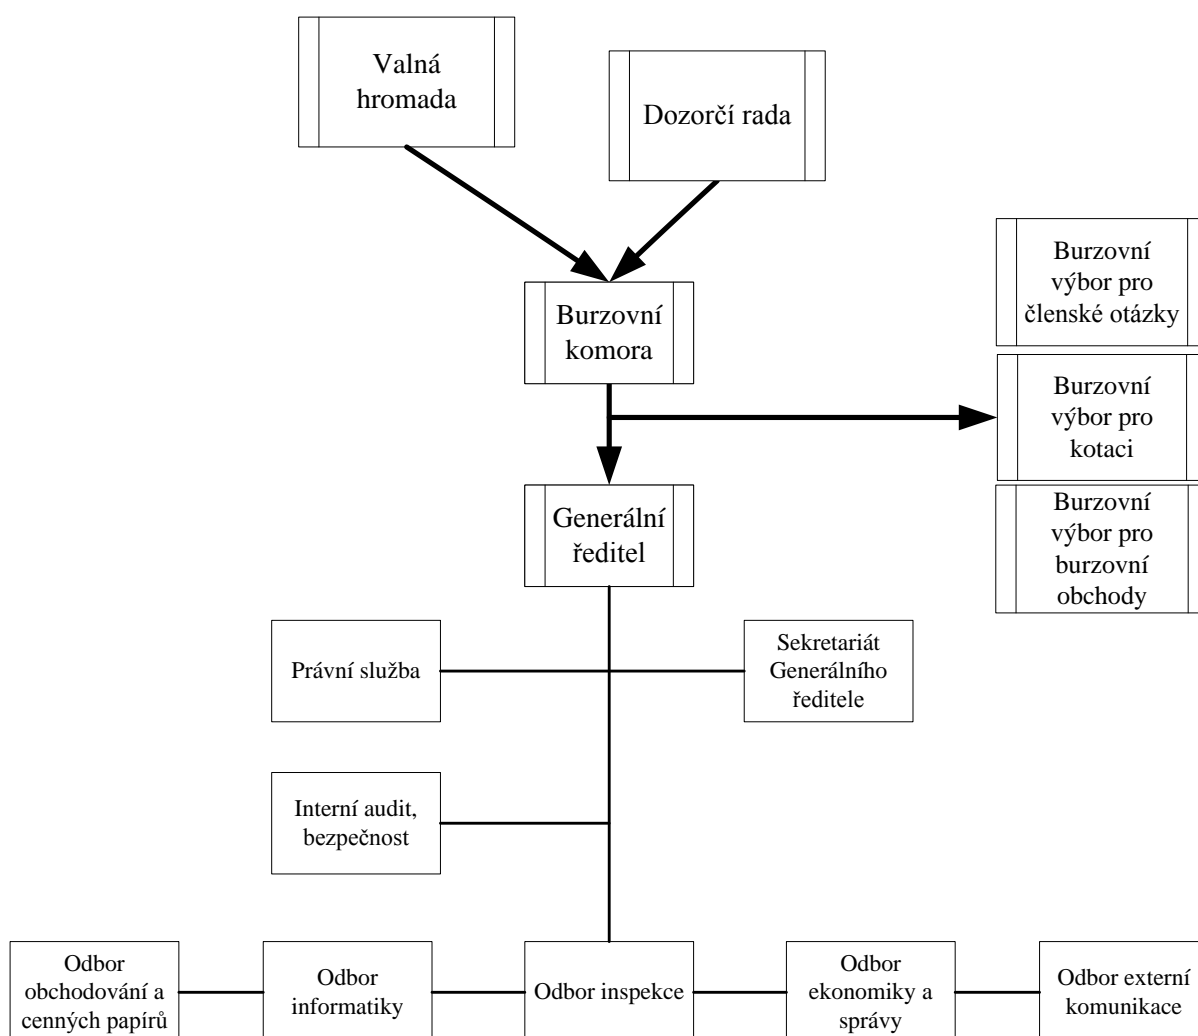 Valná
hromada
Dozorčí rada
Burzovní
výbor pro
členské otázky
Burzovní
komora
Burzovní
výbor pro
kotaci
Generální
ředitel
Burzovní
výbor pro
burzovní
obchody
Právní služba
Sekretariát
Generálního
ředitele
Interní audit,
bezpečnost
Odbor
obchodování a
cenných papírů
Odbor
informatiky
Odbor inspekce
Odbor
ekonomiky a
správy
Odbor externí
komunikace